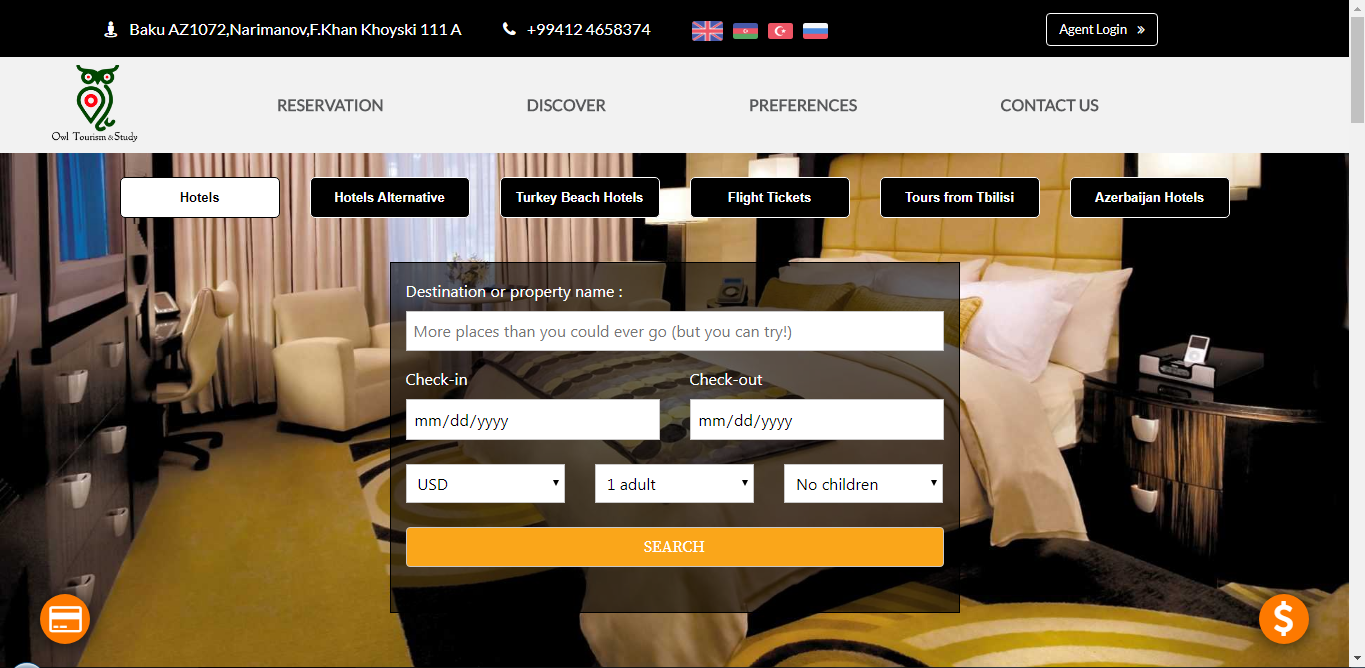 Baku AZ1072,Narimanov,F.Khan Khoyski 111 A
+99412 4658374
Agent Login »
Owl Tourism & Study
RESERVATION
DISCOVER
PREFERENCES
CONTACT US
Hotels
Hotels Alternative
Turkey Beach Hotels
Flight Tickets
Tours from Tbilisi
Azerbaijan Hotels
Destination or property name :
More places than you could ever go (but you can try!)
Check-in
Check-out
mm/dd/yyyy
mm/dd/yyyy
USD
1 adult
No children
SEARCH
$